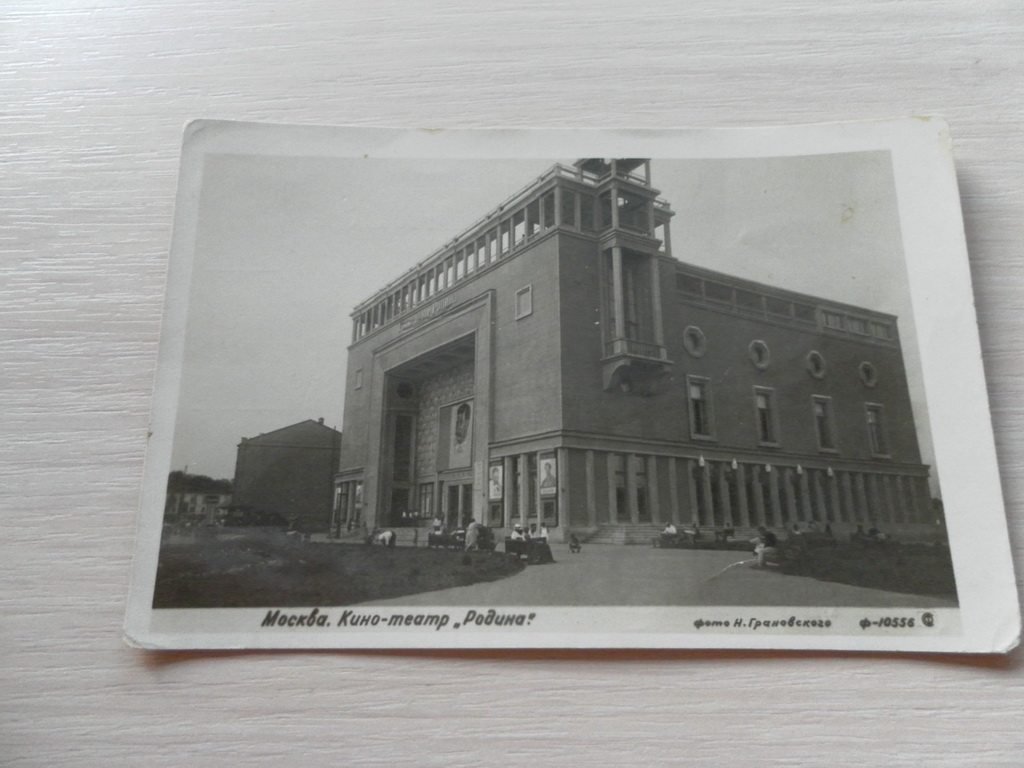 Москва. Кино-театр „Родина“. фото Н. Грановского ф-10556